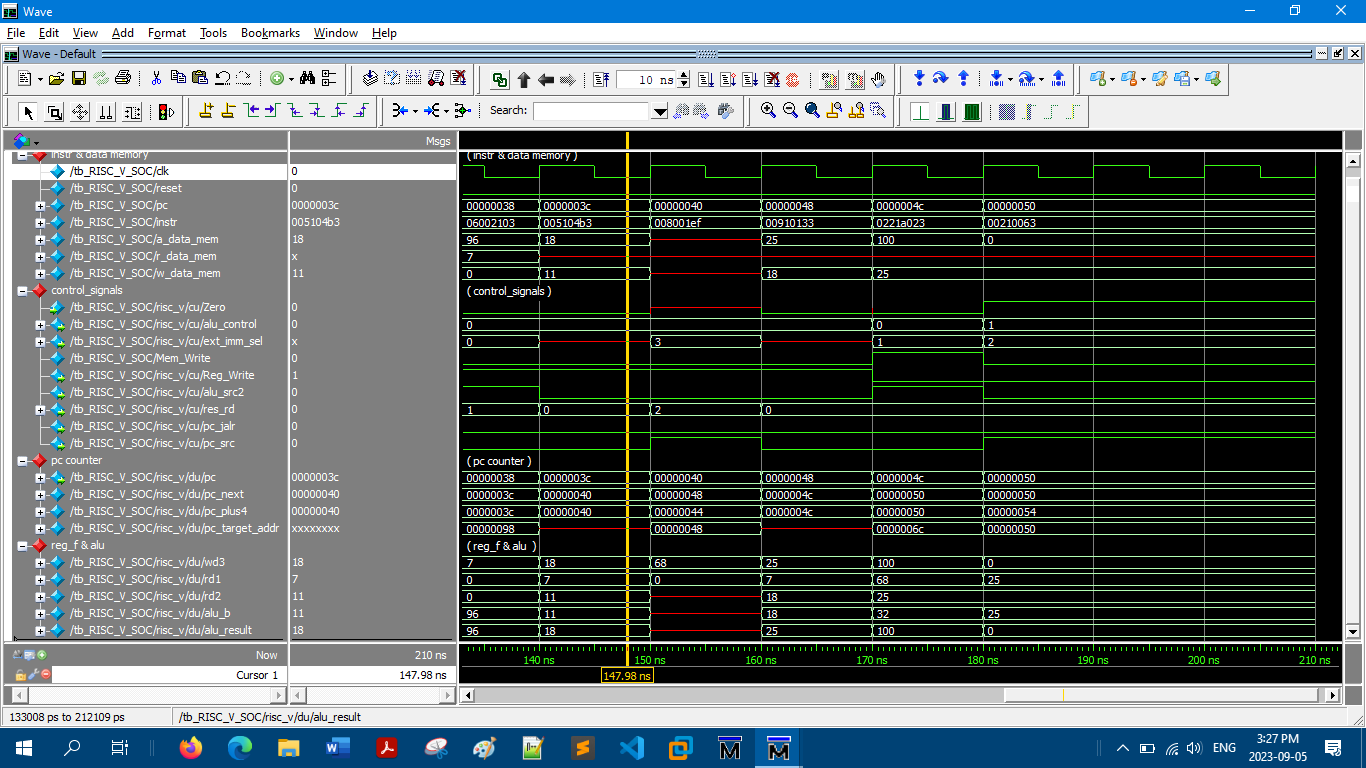 Wave
File Edit View Add Format Tools Bookmarks Window Help
Wave - Default
10 ns
Search:
Msgs
instr & data memory
( instr & data memory )
/tb_RISC_V_SOC/clk 0
/tb_RISC_V_SOC/reset 0
/tb_RISC_V_SOC/pc 0000003c 00000038 0000003c 00000040 00000048 0000004c 00000050
/tb_RISC_V_SOC/instr 005104b3 06002103 005104b3 008001ef 00910133 0221a023 00210063
/tb_RISC_V_SOC/a_data_mem 18 96 18 25 100 0
/tb_RISC_V_SOC/r_data_mem x 7
/tb_RISC_V_SOC/w_data_mem 11 0 11 18 25
control_signals ( control_signals )
/tb_RISC_V_SOC/risc_v/cu/Zero 0
/tb_RISC_V_SOC/risc_v/cu/alu_control 0 0 0 1
/tb_RISC_V_SOC/risc_v/cu/ext_imm_sel x 0 3 1 2
/tb_RISC_V_SOC/Mem_Write 0
/tb_RISC_V_SOC/risc_v/cu/Reg_Write 1
/tb_RISC_V_SOC/risc_v/cu/alu_src2 0
/tb_RISC_V_SOC/risc_v/cu/res_rd 0 1 0 2 0
/tb_RISC_V_SOC/risc_v/cu/pc_jalr 0
/tb_RISC_V_SOC/risc_v/cu/pc_src 0
pc counter ( pc counter )
/tb_RISC_V_SOC/risc_v/du/pc 0000003c 00000038 0000003c 00000040 00000048 0000004c 00000050
/tb_RISC_V_SOC/risc_v/du/pc_next 00000040 0000003c 00000040 00000048 0000004c 00000050 00000050
/tb_RISC_V_SOC/risc_v/du/pc_plus4 00000040 0000003c 00000040 00000044 0000004c 00000050 00000054
/tb_RISC_V_SOC/risc_v/du/pc_target_addr xxxxxxxx 00000098 00000048 0000006c 00000050
reg_f & alu ( reg_f & alu )
/tb_RISC_V_SOC/risc_v/du/wd3 18 7 18 68 25 100 0
/tb_RISC_V_SOC/risc_v/du/rd1 7 0 7 0 7 68 25
/tb_RISC_V_SOC/risc_v/du/rd2 11 0 11 18 25
/tb_RISC_V_SOC/risc_v/du/alu_b 11 96 11 18 32 25
/tb_RISC_V_SOC/risc_v/du/alu_result 18 96 18 25 100 0
Now 210 ns 140 ns 150 ns 160 ns 170 ns 180 ns 190 ns 200 ns 210 ns
Cursor 1 147.98 ns 147.98 ns
133008 ps to 212109 ps /tb_RISC_V_SOC/risc_v/du/alu_result
ENG 3:27 PM
2023-09-05